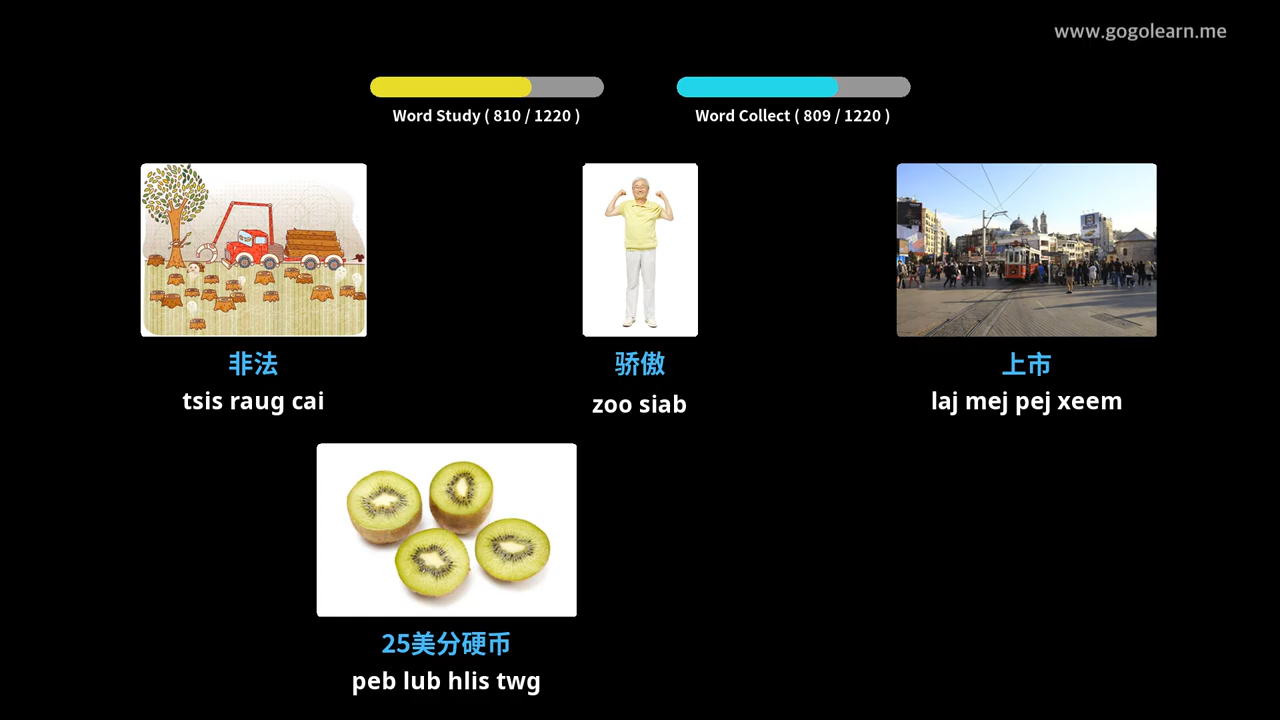 www.gogolearn.me
Word Study ( 810 / 1220 )
Word Collect ( 809 / 1220 )
非法
tsis raug cai
骄傲
zoo siab
上市
laj mej pej xeem
25美分硬币
peb lub hlis twg